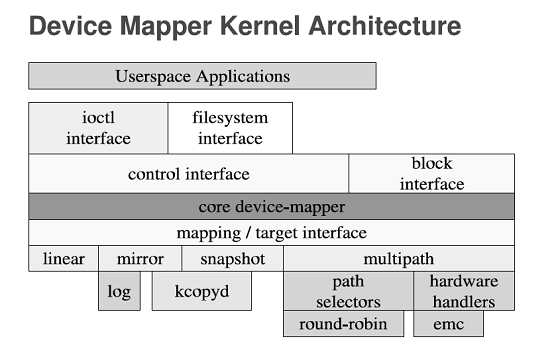 Device Mapper Kernel Architecture
Userspace Applications
ioctl
interface
filesystem
interface
control interface
block
interface
core device-mapper
mapping / target interface
linear
mirror
snapshot
multipath
log
kcopyd
path
selectors
hardware
handlers
round-robin
emc